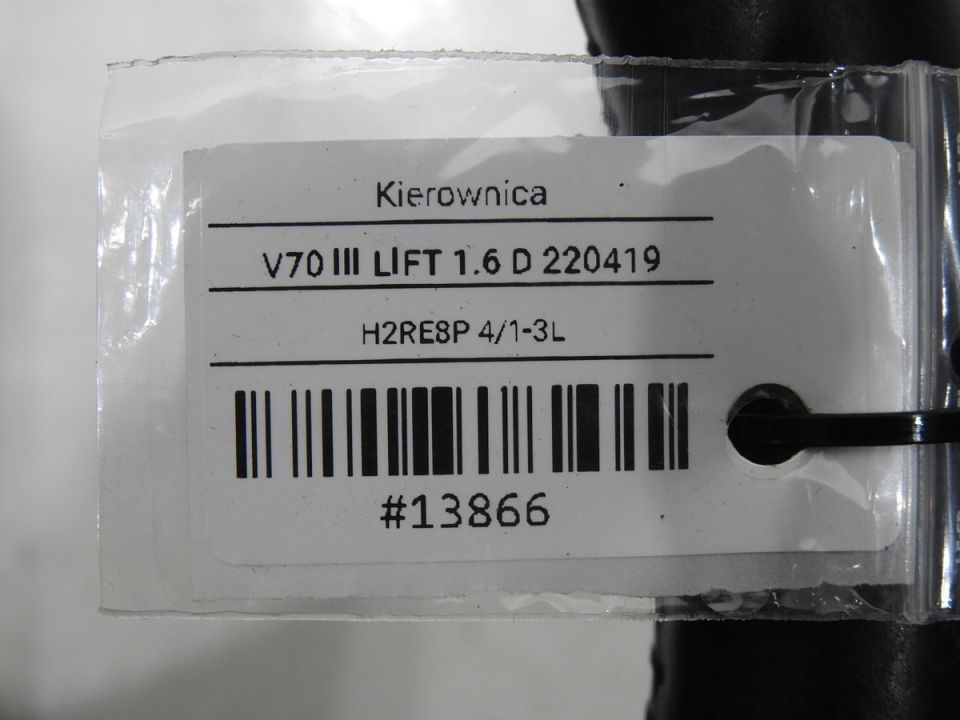 Kierownica
V70 III LIFT 1.6 D 220419
H2RE8P 4/1-3L
#13866